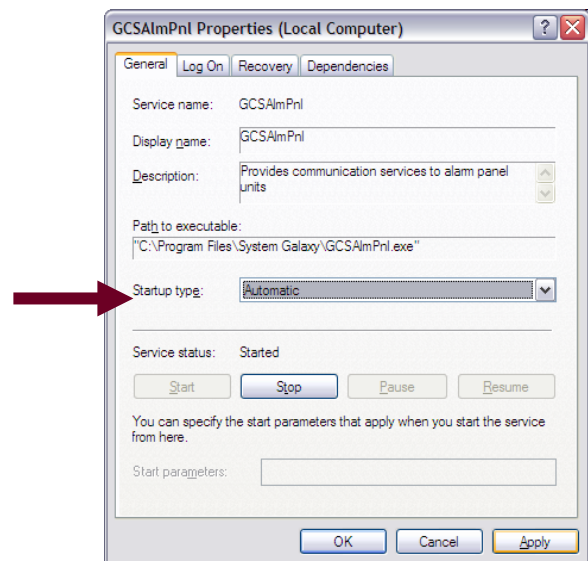 GCSAlmPnl Properties (Local Computer)
General Log On Recovery Dependencies
Service name: GCSAlmPnl
Display name: GCSAlmPnl
Description: Provides communication services to alarm panel
units
Path to executable:
"C:\Program Files\System Galaxy\GCSAlmPnl.exe"
Startup type: Automatic
Service status: Started
Start Stop Pause Resume
You can specify the start parameters that apply when you start the service
from here.
Start parameters:
OK Cancel Apply